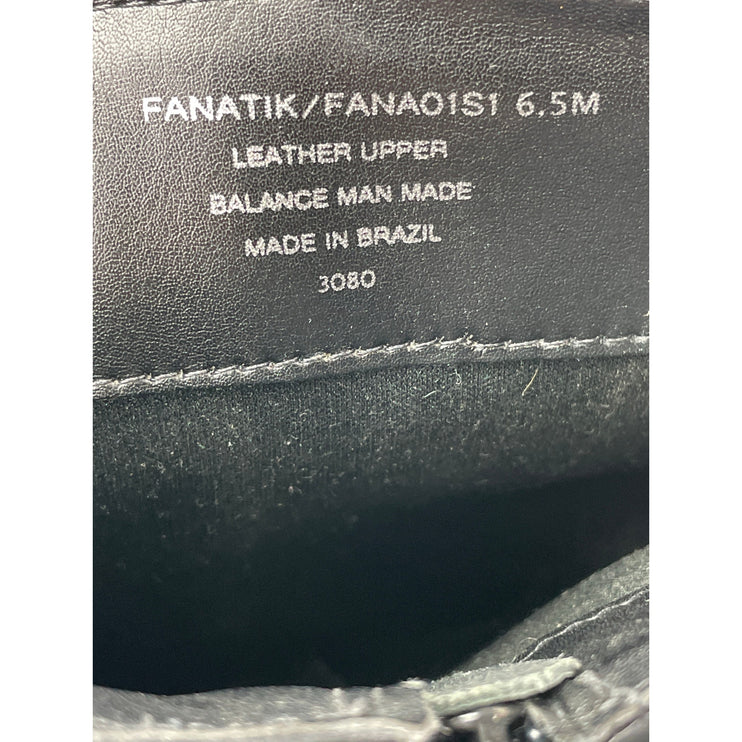 FANATIK/FANA01S1 6.5M
LEATHER UPPER
BALANCE MAN MADE
MADE IN BRAZIL
3080